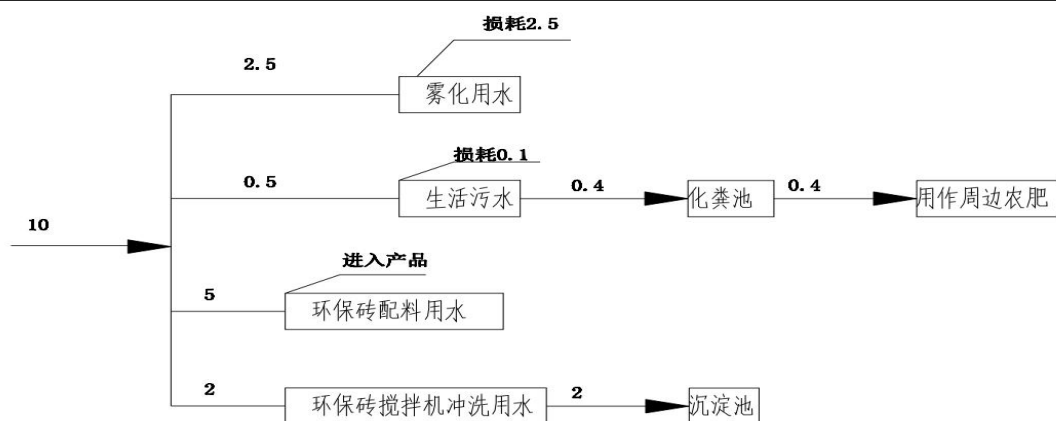 损耗2.5
2.5
雾化用水
损耗0.1
0.5
生活污水
0.4
化粪池
0.4
用作周边农肥
10
进入产品
5
环保砖配料用水
2
环保砖搅拌机冲洗用水
2
沉淀池